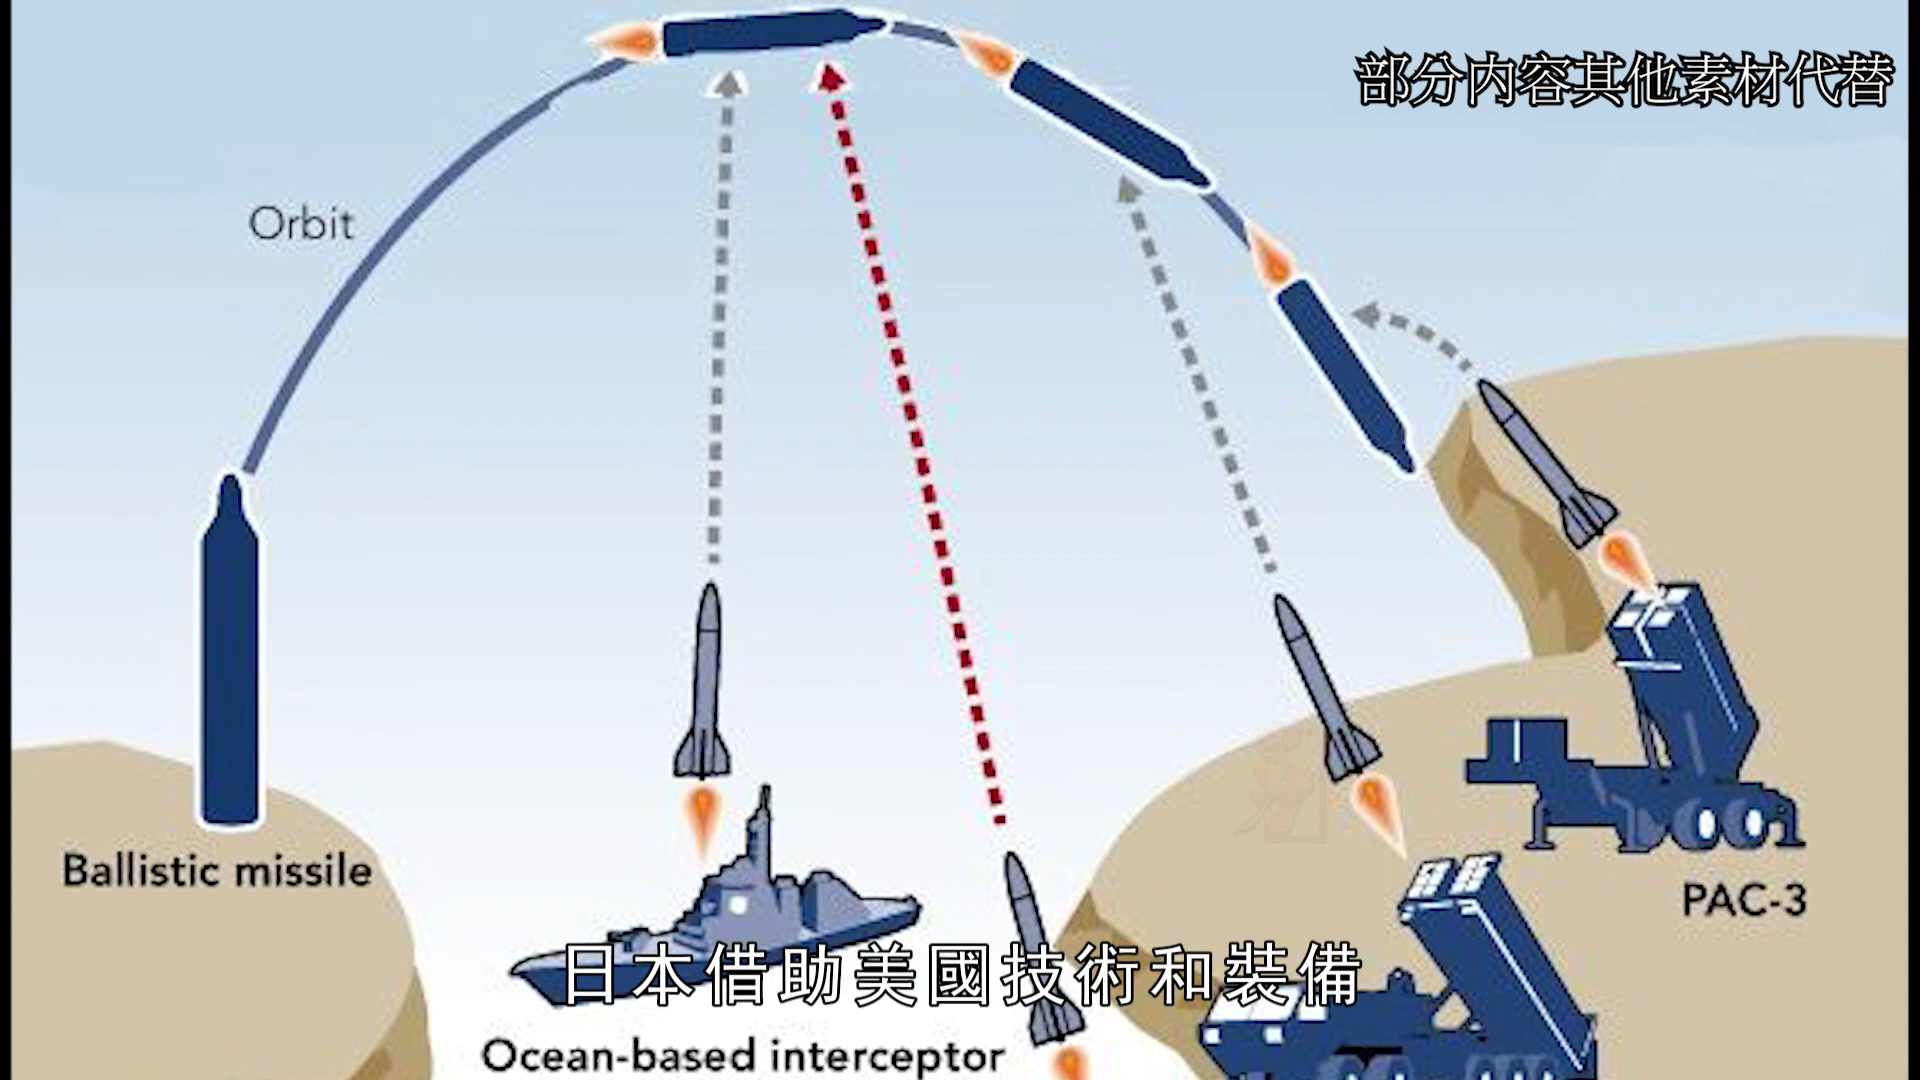 部分内容其他素材代替
Orbit
Ballistic missile
PAC-3
日本借助美國技術和裝備
Ocean-based interceptor